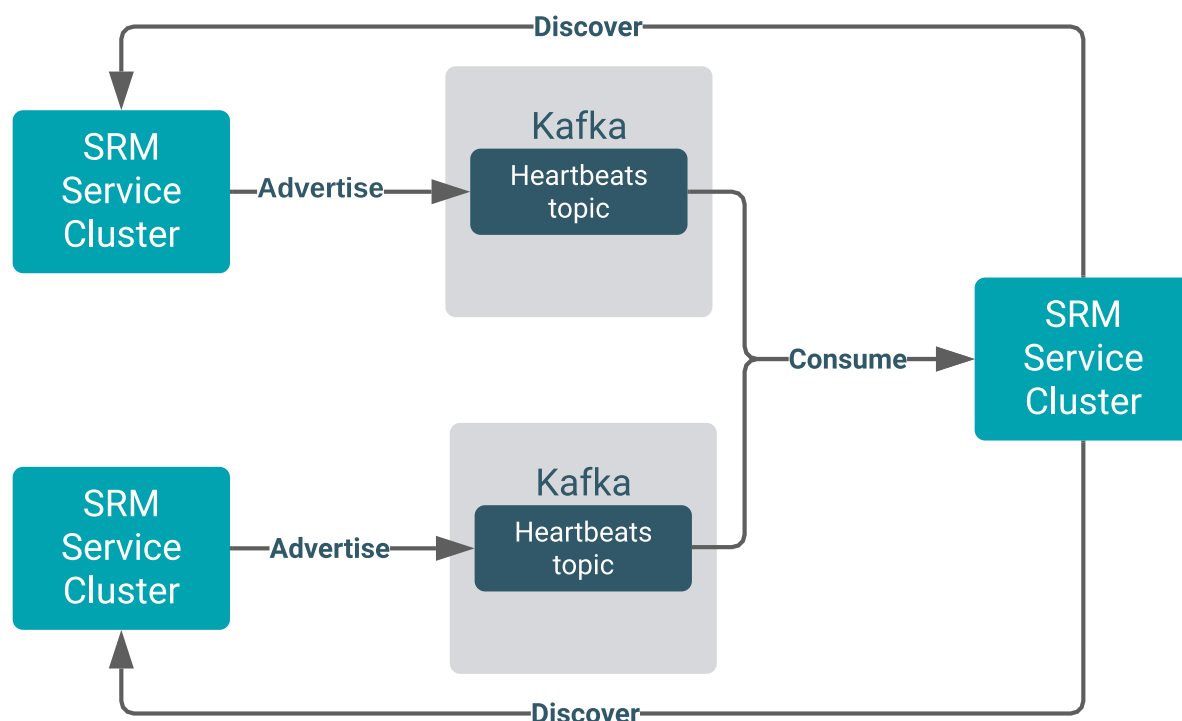 Discover
SRM
Service
Cluster
Advertise
Kafka
Heartbeats
topic
Consume
SRM
Service
Cluster
SRM
Service
Cluster
Advertise
Kafka
Heartbeats
topic
Discover